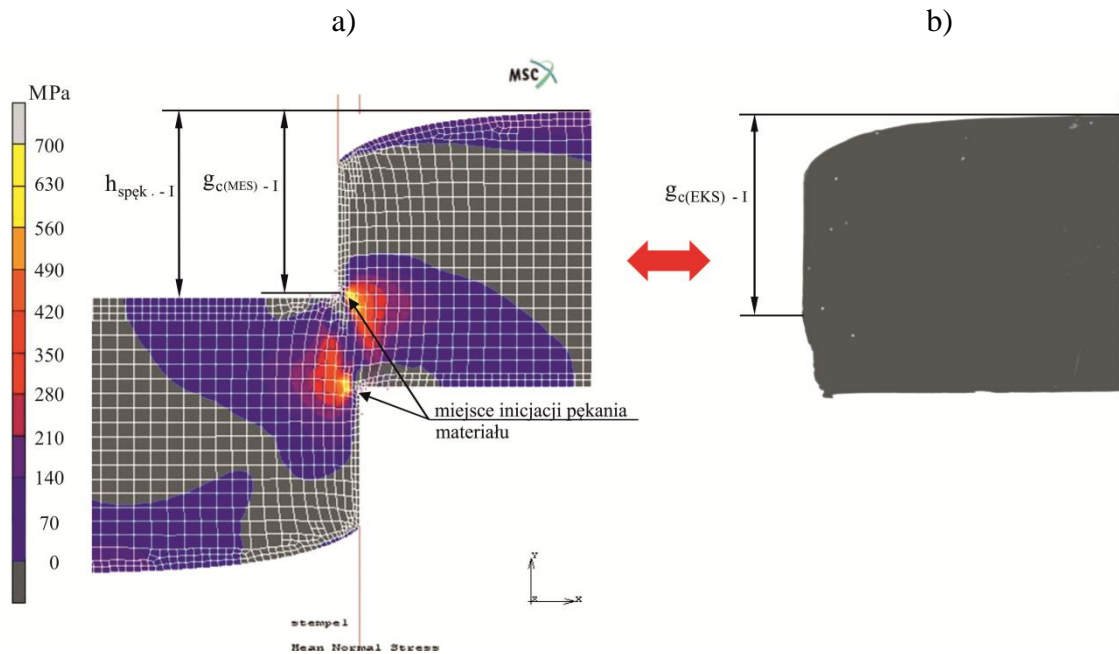 a)
b)
MSC
MPa
700
630
560
490
420
350
280
210
140
70
0
hspęk. - I
gc(MES) - I
gc(EKS) - I
miejsce inicjacji pękania
materiału
Y
Z
X
stempel
Mean Normal Stress